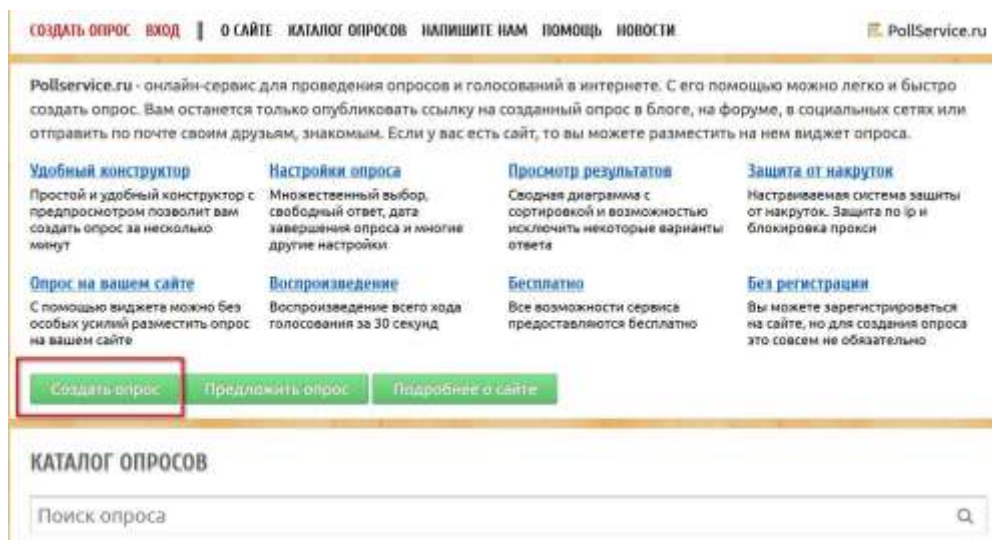 СОЗДАТЬ ОПРОС ВХОД | О САЙТЕ КАТАЛОГ ОПРОСОВ НАПИШИТЕ НАМ ПОМОЩЬ НОВОСТИ PollService.ru
Pollservice.ru - онлайн-сервис для проведения опросов и голосований в интернете. С его помощью можно легко и быстро
создать опрос. Вам останется только опубликовать ссылку на созданный опрос в блоге, на форуме, в социальных сетях или
отправить по почте своим друзьям, знакомым. Если у вас есть сайт, то вы можете разместить на нем виджет опроса.
Удобный конструктор
Простой и удобный конструктор с
предпросмотром позволит вам
создать опрос за несколько
минут
Настройки опроса
Множественный выбор,
свободный ответ, дата
завершения опроса и многие
другие настройки
Просмотр результатов
Сводная диаграмма с
сортировкой и возможностью
исключить некоторые варианты
ответа
Защита от накруток
Настраиваемая система защиты
от накруток. Защита по ip и
блокировка прокси
Опрос на вашем сайте
С помощью виджета можно без
особых усилий разместить опрос
на вашем сайте
Воспроизведение
Воспроизведение всего хода
голосования за 30 секунд
Бесплатно
Все возможности сервиса
предоставляются бесплатно
Без регистрации
Вы можете зарегистрироваться
на сайте, но для создания опроса
это совсем не обязательно
Создать опрос Предложить опрос Подробнее о сайте
КАТАЛОГ ОПРОСОВ
Поиск опроса